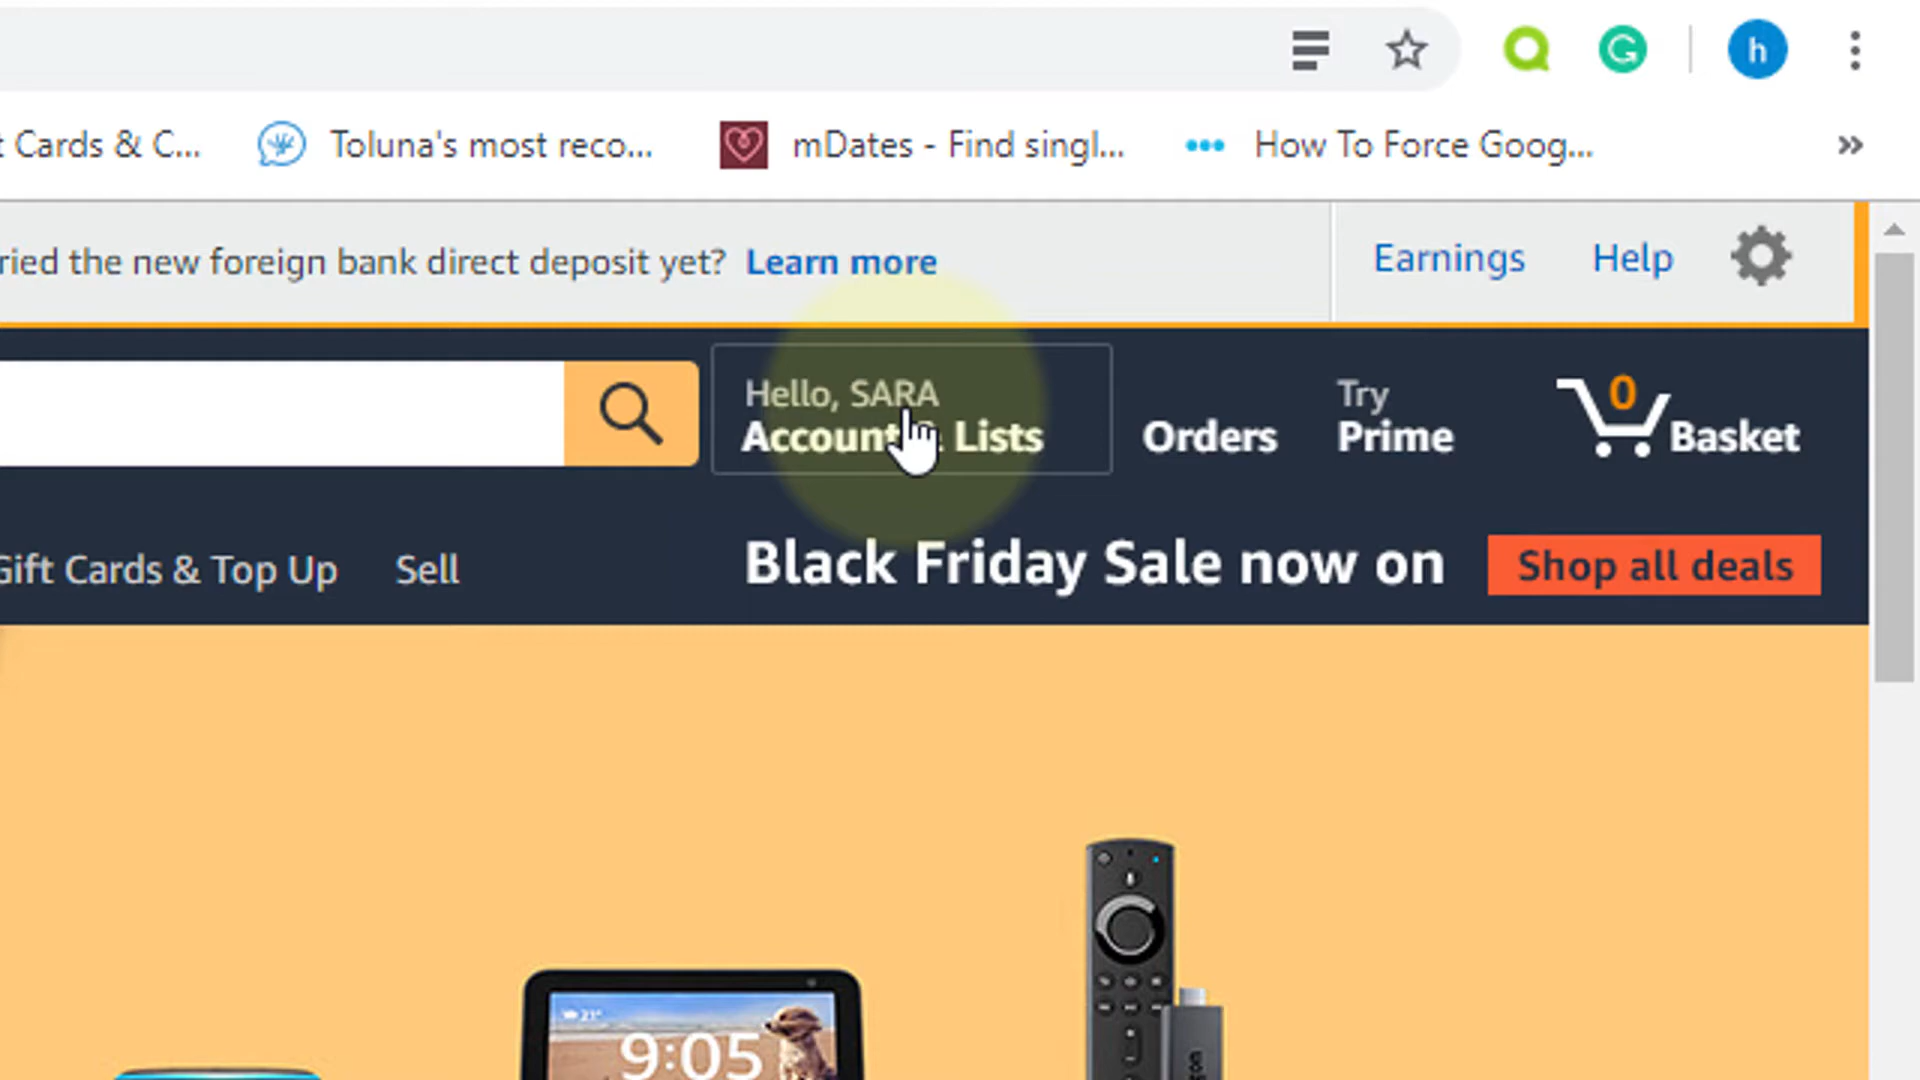 h
t Cards & C... Toluna's most reco... mDates - Find singl... How To Force Goog... »
ried the new foreign bank direct deposit yet? Learn more Earnings Help
Hello, SARA
Account & Lists
Orders
Try
Prime
0
Basket
Gift Cards & Top Up Sell
Black Friday Sale now on Shop all deals
21°
9:05